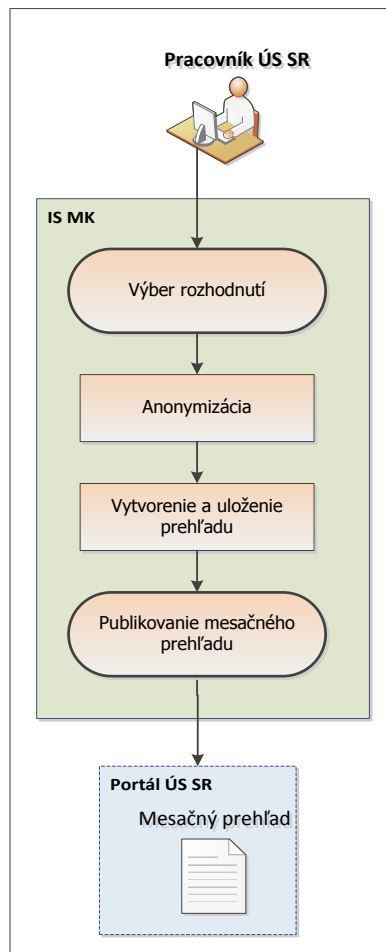 Pracovník ÚS SR
IS MK
Výber rozhodnutí
Anonymizácia
Vytvorenie a uloženie
prehľadu
Publikovanie mesačného
prehľadu
Portál ÚS SR
Mesačný prehľad